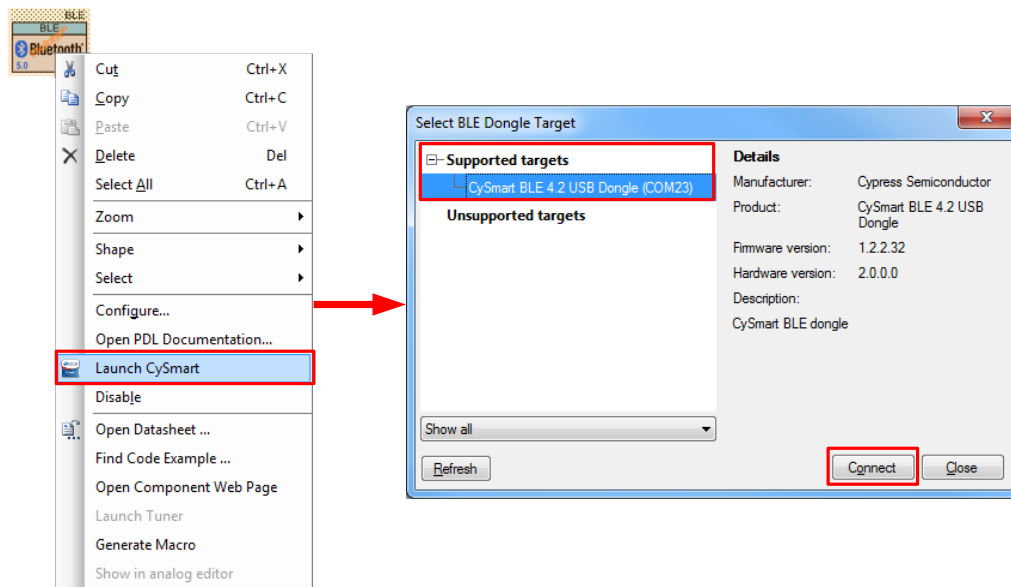 BLE
BLE
Bluetooth
5.0
Cut Ctrl+X
Copy Ctrl+C
Paste Ctrl+V
Delete Del
Select All Ctrl+A
Zoom
Shape
Select
Configure...
Open PDL Documentation...
Launch CySmart
Disable
Open Datasheet ...
Find Code Example ...
Open Component Web Page
Launch Tuner
Generate Macro
Show in analog editor
Select BLE Dongle Target
Supported targets
CySmart BLE 4.2 USB Dongle (COM23)
Unsupported targets
Show all
Refresh
Details
Manufacturer: Cypress Semiconductor
Product: CySmart BLE 4.2 USB
Dongle
Firmware version: 1.2.2.32
Hardware version: 2.0.0.0
Description:
CySmart BLE dongle
Connect Close